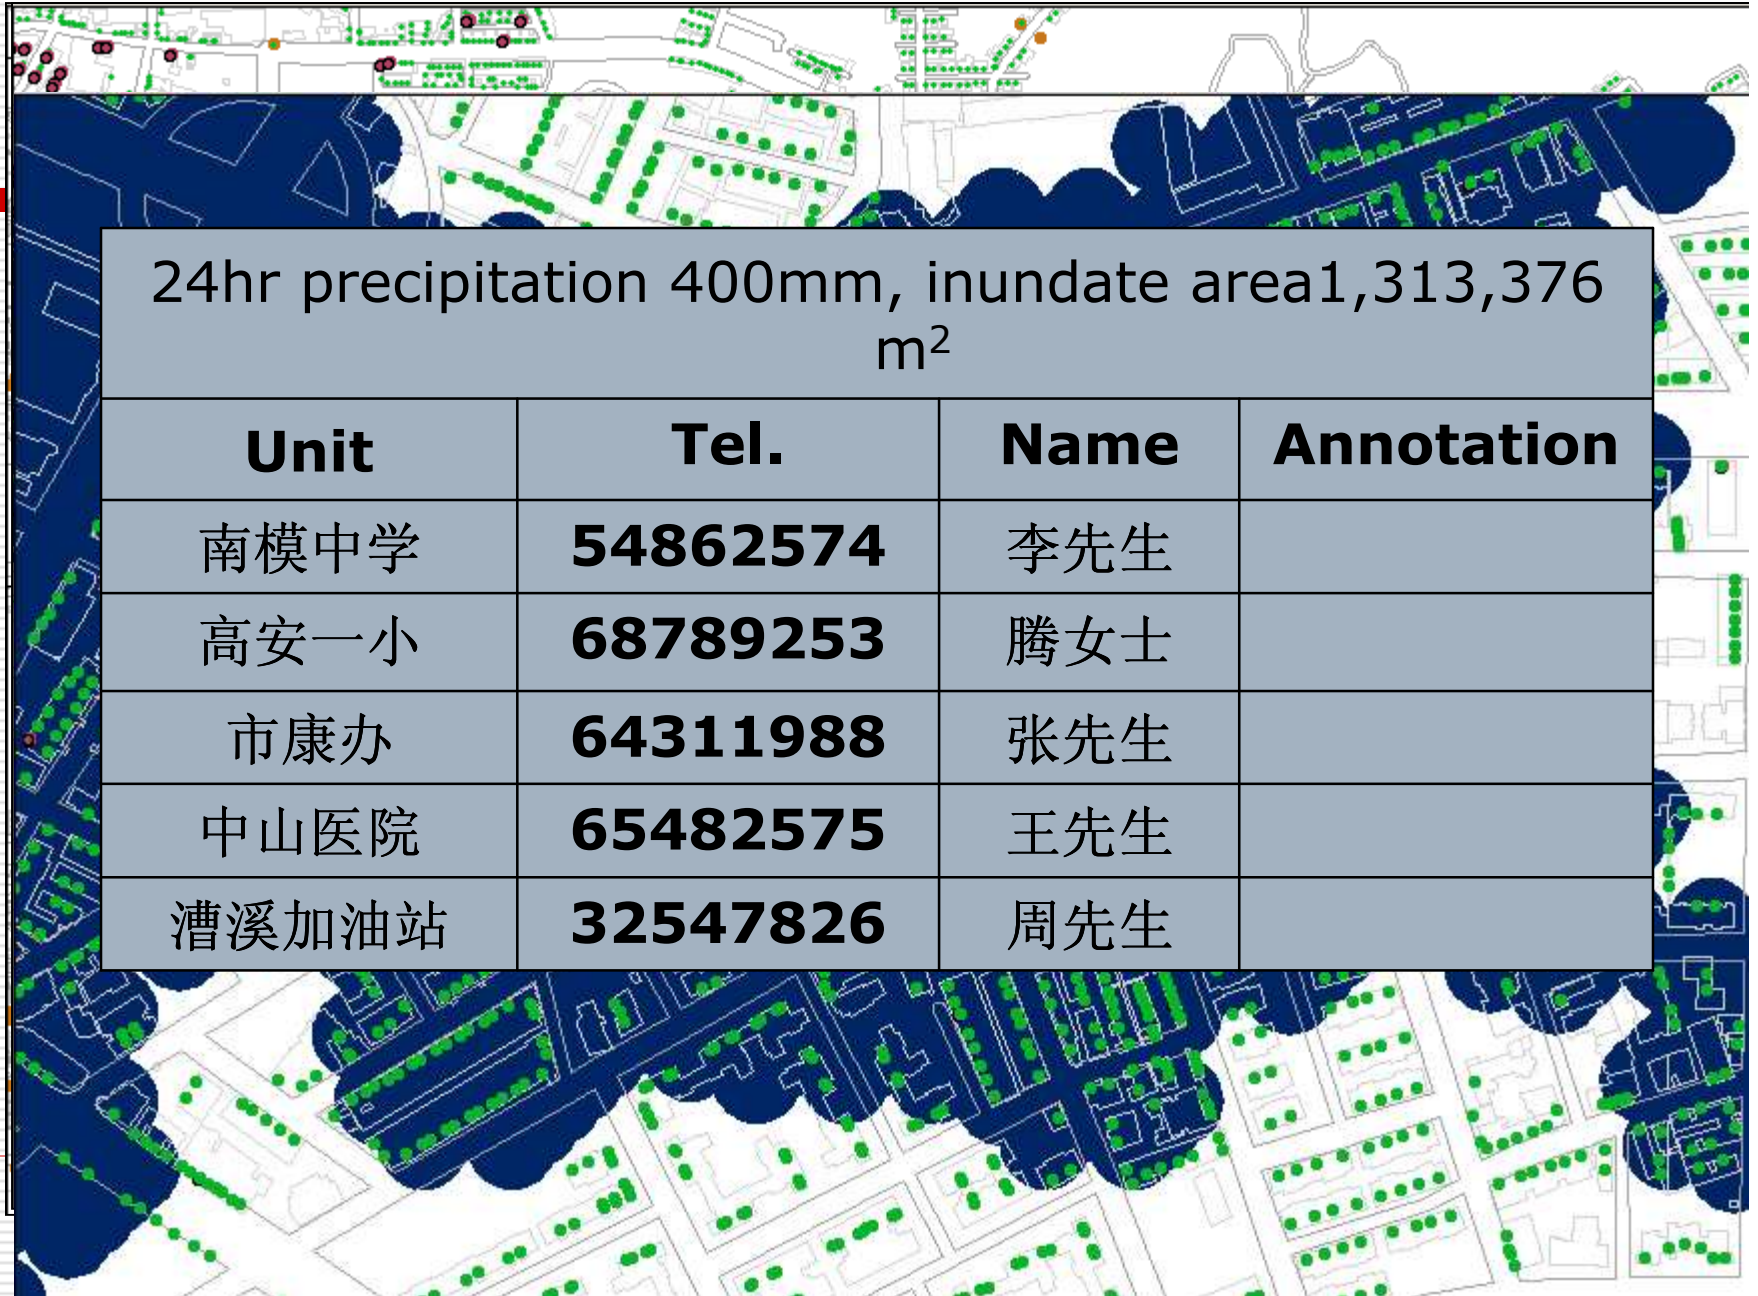 24hr precipitation 400mm, inundate area1,313,376
m²
Unit Tel. Name Annotation
南模中学 54862574 李先生
高安一小 68789253 腾女士
市康办 64311988 张先生
中山医院 65482575 王先生
漕溪加油站 32547826 周先生